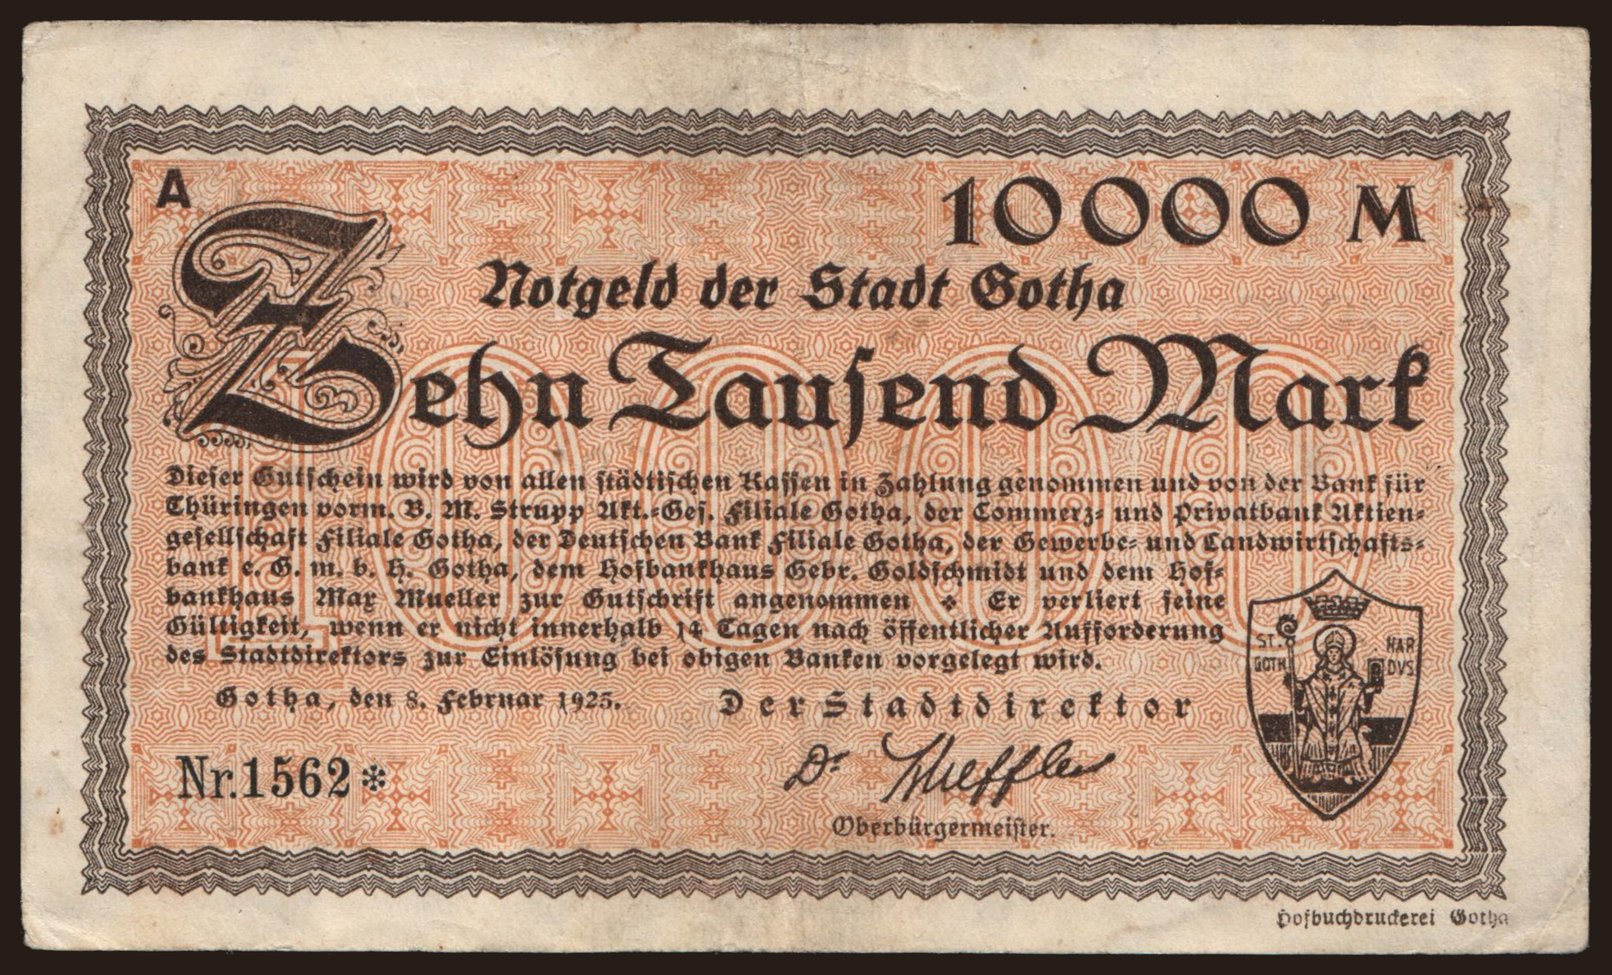 A
10000 M
Notgeld der Stadt Gotha
Zehn Tausend Mark
Dieser Gutschein wird von allen städtischen Kassen in Zahlung genommen und von der Bank für
Thüringen vorm. B. M. Strupp Akt.-Ges. Filiale Gotha, der Commerz- und Privatbank Aktien-
gesellschaft Filiale Gotha, der Deutschen Bank Filiale Gotha, der Gewerbe- und Landwirtschafts-
bank e. G. m. b. H. Gotha, dem Hofbankhaus Gebr. Goldschmidt und dem Hof-
bankhaus Max Mueller zur Gutschrift angenommen ❖ Er verliert seine
Gültigkeit, wenn er nicht innerhalb 14 Tagen nach öffentlicher Aufforderung
des Stadtdirektors zur Einlösung bei obigen Banken vorgelegt wird.
10000
ST. HAR
GOTH DVS
Gotha, den 8. Februar 1923.
Der Stadtdirektor
Nr.1562*
Dr Scheffler
Oberbürgermeister.
Hofbuchdruckerei Gotha